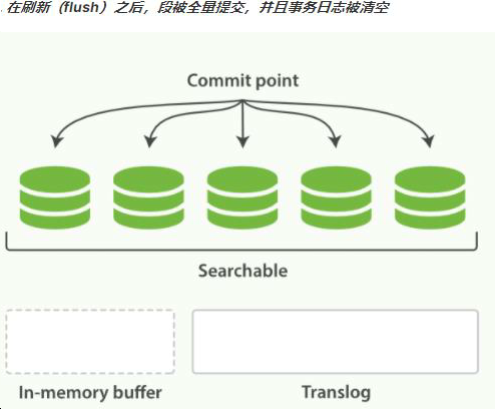 . 在刷新（flush）之后，段被全量提交，并且事务日志被清空
Commit point
Searchable
In-memory buffer
Translog